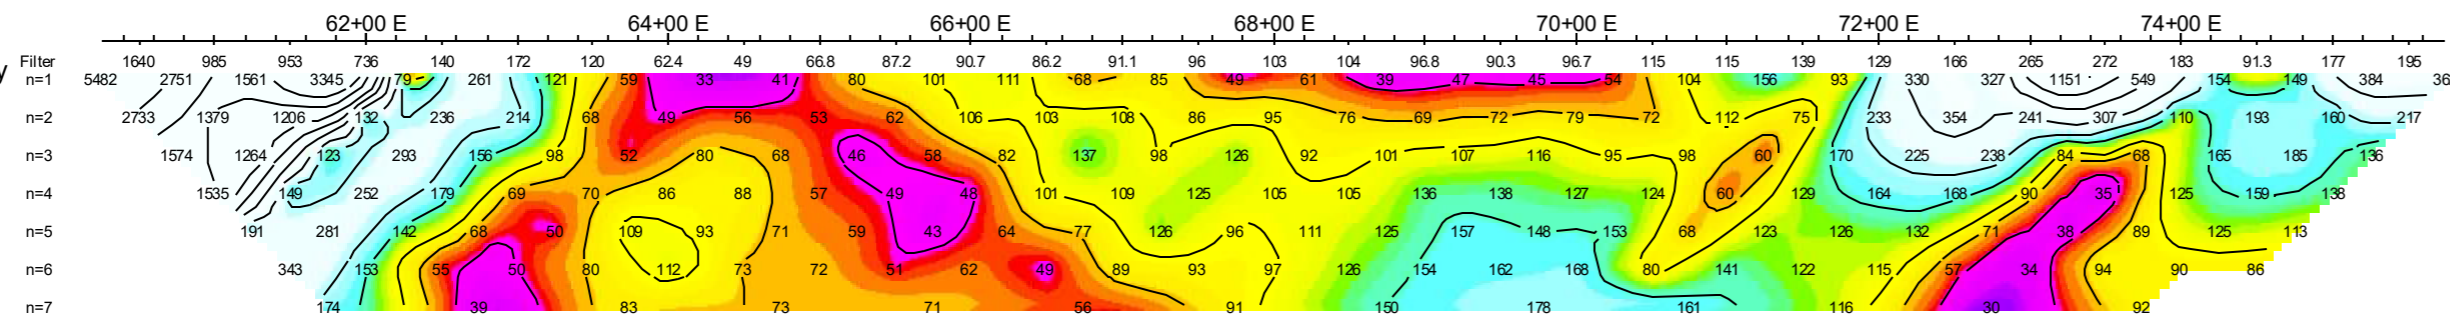 62+00 E 64+00 E 66+00 E 68+00 E 70+00 E 72+00 E 74+00 E
y Filter 1640 985 953 736 140 172 120 62.4 49 66.8 87.2 90.7 86.2 91.1 96 103 104 96.8 90.3 96.7 115 115 139 129 166 265 272 183 91.3 177 195
n=1 5482 2751 1561 3345 79 261 121 59 33 41 80 101 111 68 85 49 61 39 47 45 54 104 156 93 330 327 1151 549 154 149 384 36
n=2 2733 1379 1206 132 236 214 68 49 56 53 62 106 103 108 86 95 76 69 72 79 72 112 75 233 354 241 307 110 193 160 217
n=3 1574 1264 123 293 156 98 52 80 68 46 58 82 137 98 126 92 101 107 116 95 98 60 170 225 238 84 68 165 185 136
n=4 1535 149 252 179 69 70 86 88 57 49 48 101 109 125 105 105 136 138 127 124 60 129 164 168 90 35 125 159 138
n=5 191 281 142 68 50 109 93 71 59 43 64 77 126 96 111 125 157 148 153 68 123 126 132 71 38 89 125 113
n=6 343 153 55 50 80 112 73 72 51 62 49 89 93 97 126 154 162 168 80 141 122 115 57 34 94 90 86
n=7 174 39 83 73 71 56 91 150 178 161 116 30 92